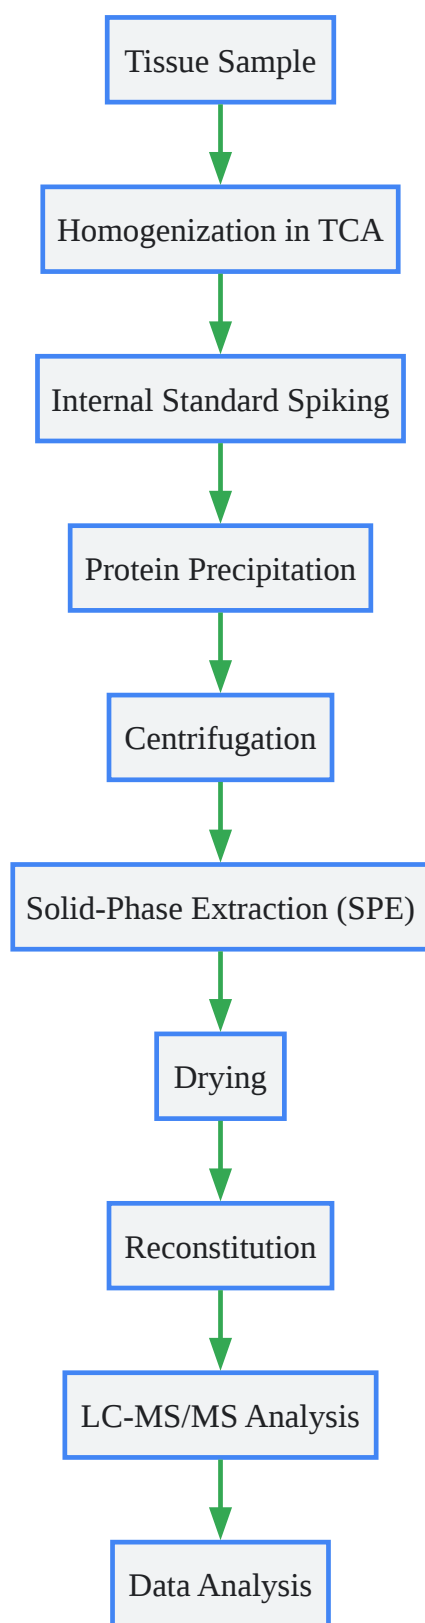 Tissue Sample
Homogenization in TCA
Internal Standard Spiking
Protein Precipitation
Centrifugation
Solid-Phase Extraction (SPE)
Drying
Reconstitution
LC-MS/MS Analysis
Data Analysis